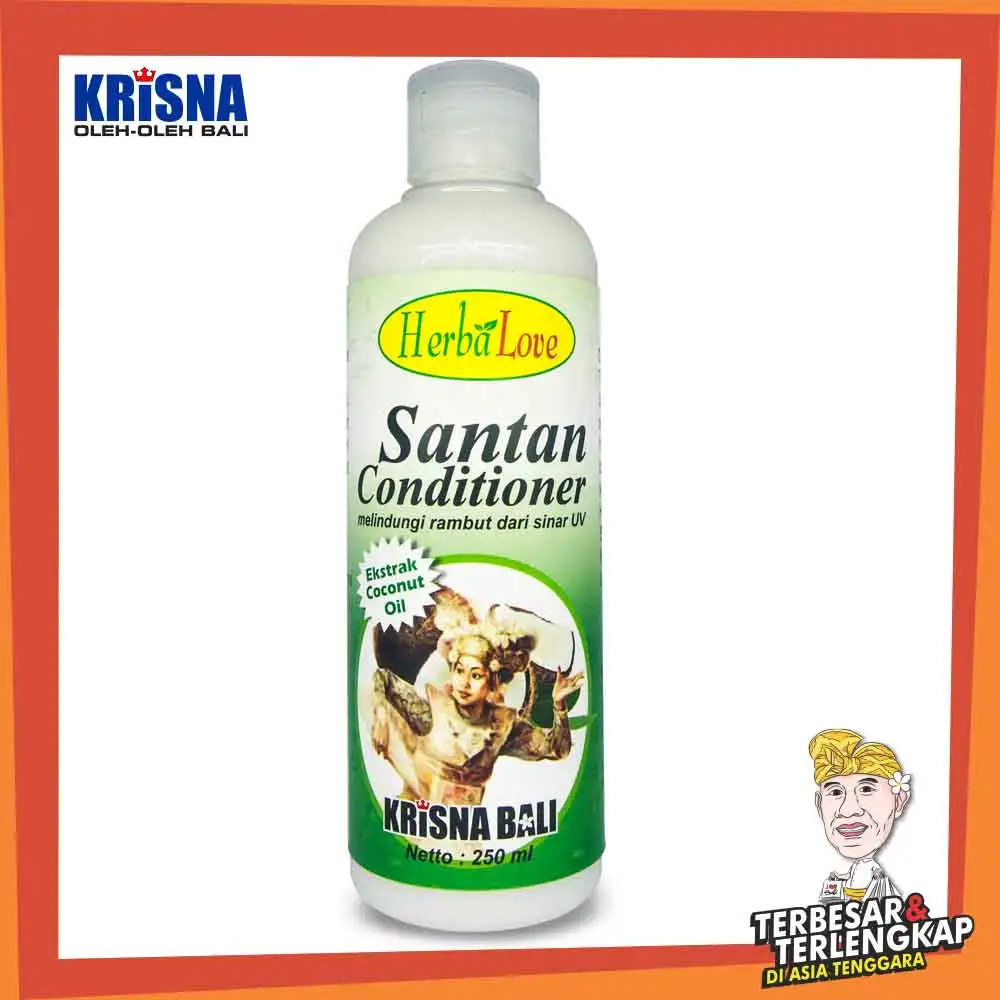 KRiSNA
OLEH-OLEH BALI
HerbaLove
Santan
Conditioner
melindungi rambut dari sinar UV
Ekstrak
Coconut
Oil
KRiSNA BALI
Netto : 250 ml
TERBESAR &
TERLENGKAP
DI ASIA TENGGARA